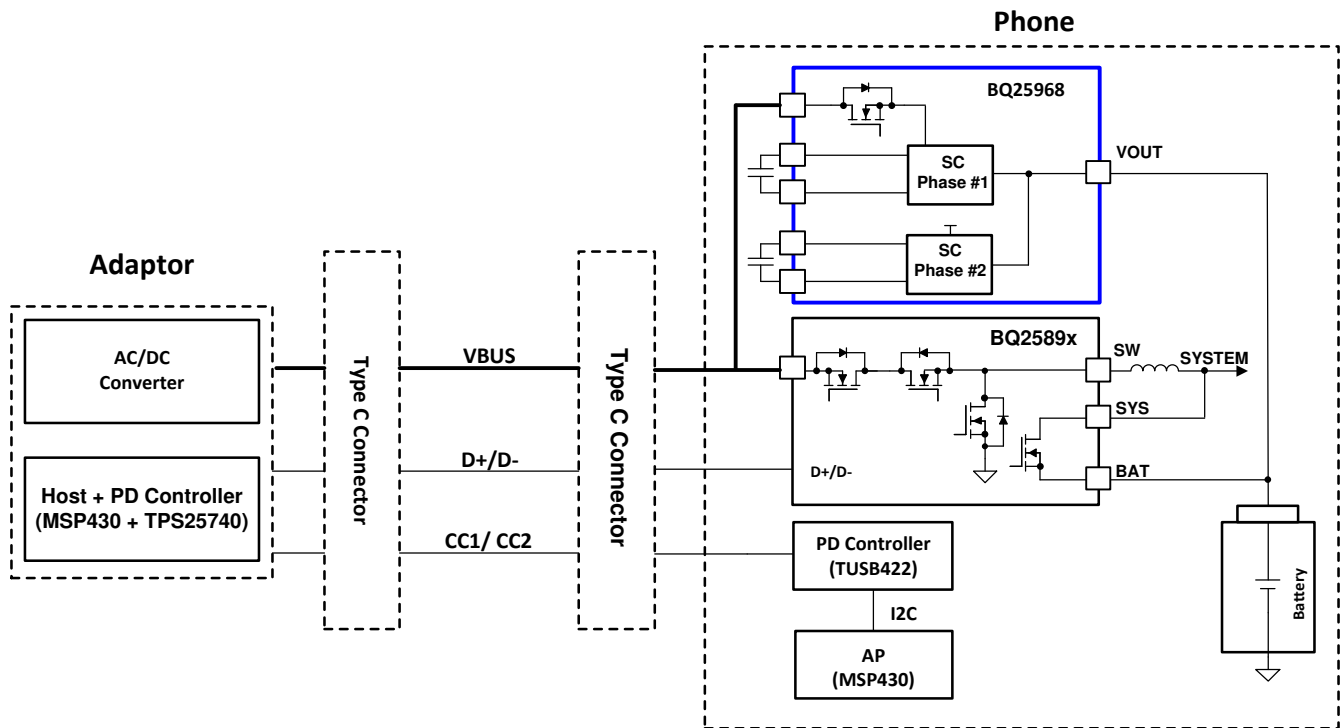 Phone
BQ25968
SC
Phase #1
VOUT
SC
Phase #2
Adaptor
AC/DC
Converter
Host + PD Controller
(MSP430 + TPS25740)
Type C Connector
VBUS
D+/D-
CC1/ CC2
Type C Connector
BQ2589x
SW
SYSTEM
SYS
BAT
D+/D-
PD Controller
(TUSB422)
I2C
AP
(MSP430)
Battery